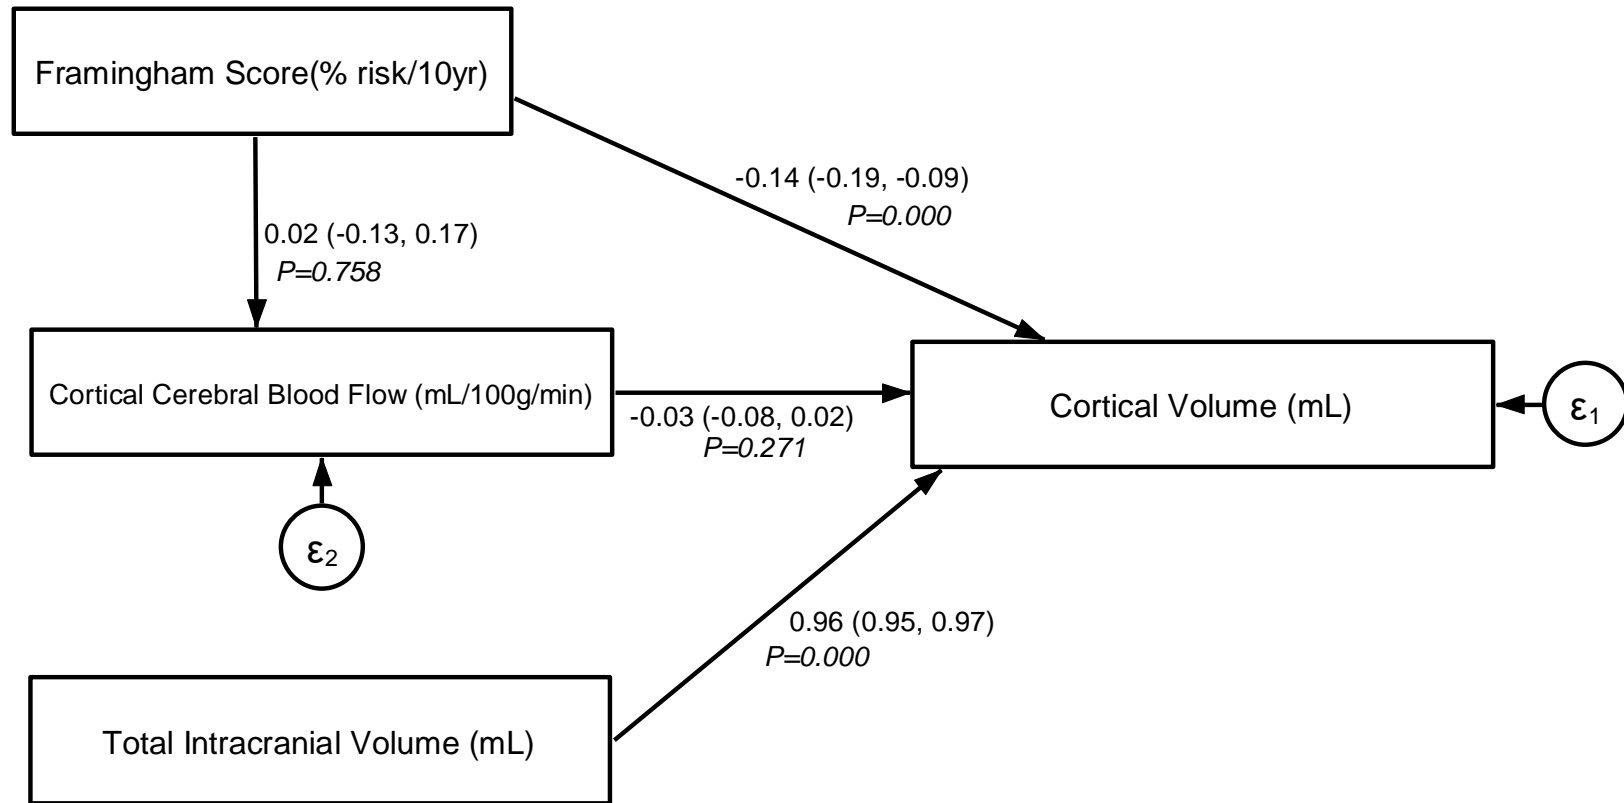 Framingham Score(% risk/10yr)
-0.14 (-0.19, -0.09)
P=0.000
0.02 (-0.13, 0.17)
P=0.758
Cortical Cerebral Blood Flow (mL/100g/min)
-0.03 (-0.08, 0.02)
P=0.271
Cortical Volume (mL)
ε1
ε2
0.96 (0.95, 0.97)
P=0.000
Total Intracranial Volume (mL)